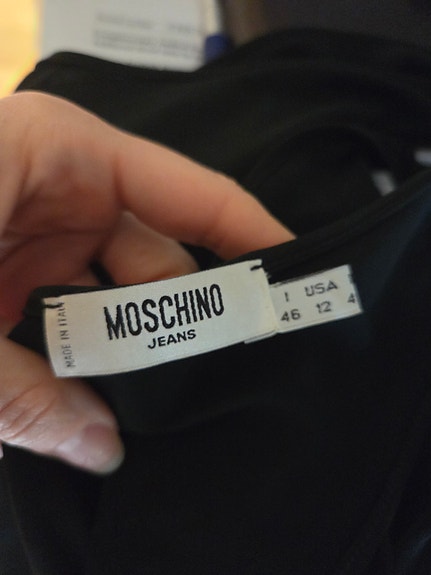 MADE IN ITALY
MOSCHINO
JEANS
I USA
46 12 4